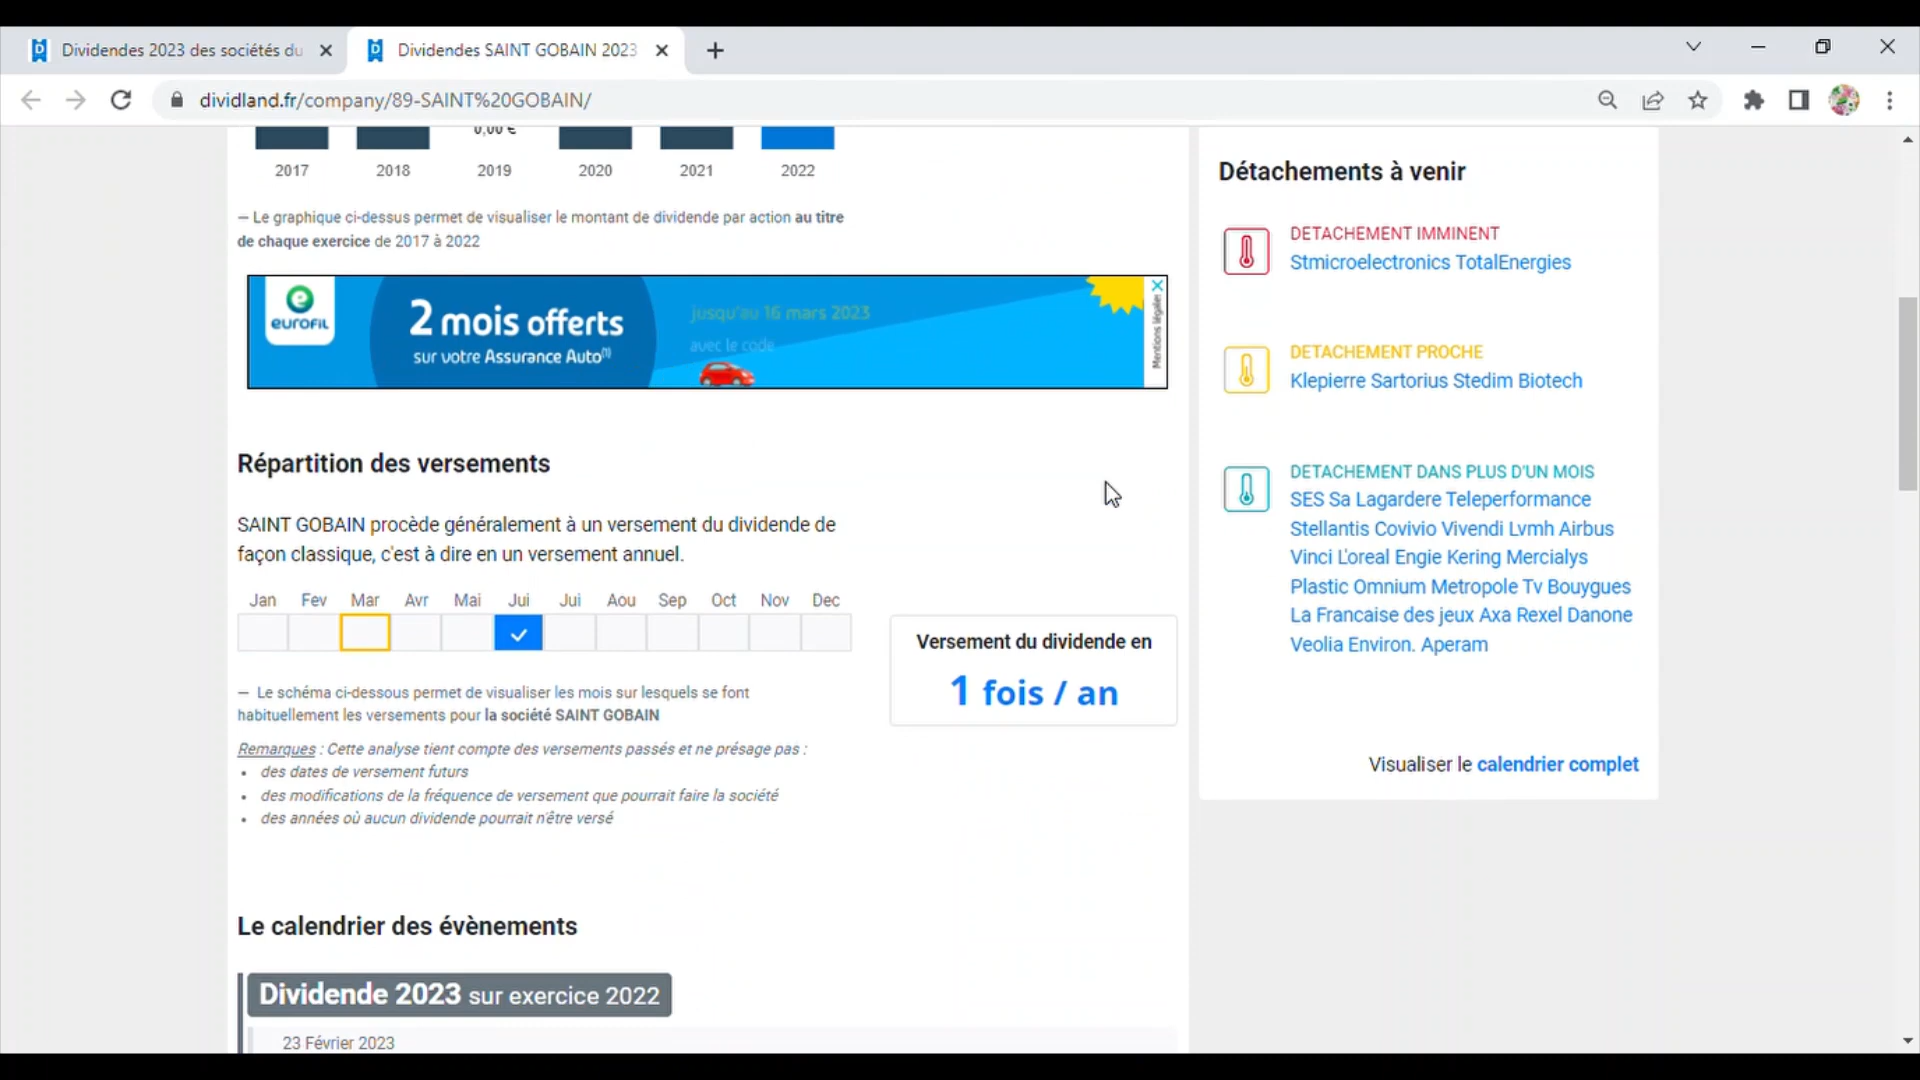 Dividendes 2023 des sociétés du
Dividendes SAINT GOBAIN 2023
dividland.fr/company/89-SAINT%20GOBAIN/
0,00 €
2017 2018 2019 2020 2021 2022
— Le graphique ci-dessus permet de visualiser le montant de dividende par action au titre
de chaque exercice de 2017 à 2022
eurofil
2 mois offerts
sur votre Assurance Auto(1)
jusqu'au 16 mars 2023
avec le code
Mentions légales
Répartition des versements
SAINT GOBAIN procède généralement à un versement du dividende de
façon classique, c'est à dire en un versement annuel.
Jan Fev Mar Avr Mai Jui Jui Aou Sep Oct Nov Dec
Versement du dividende en
1 fois / an
— Le schéma ci-dessous permet de visualiser les mois sur lesquels se font
habituellement les versements pour la société SAINT GOBAIN
Remarques : Cette analyse tient compte des versements passés et ne présage pas :
• des dates de versement futurs
• des modifications de la fréquence de versement que pourrait faire la société
• des années où aucun dividende pourrait n'être versé
Le calendrier des évènements
Dividende 2023 sur exercice 2022
23 Février 2023
Détachements à venir
DETACHEMENT IMMINENT
Stmicroelectronics TotalEnergies
DETACHEMENT PROCHE
Klepierre Sartorius Stedim Biotech
DETACHEMENT DANS PLUS D'UN MOIS
SES Sa Lagardere Teleperformance
Stellantis Covivio Vivendi Lvmh Airbus
Vinci L'oreal Engie Kering Mercialys
Plastic Omnium Metropole Tv Bouygues
La Francaise des jeux Axa Rexel Danone
Veolia Environ. Aperam
Visualiser le calendrier complet